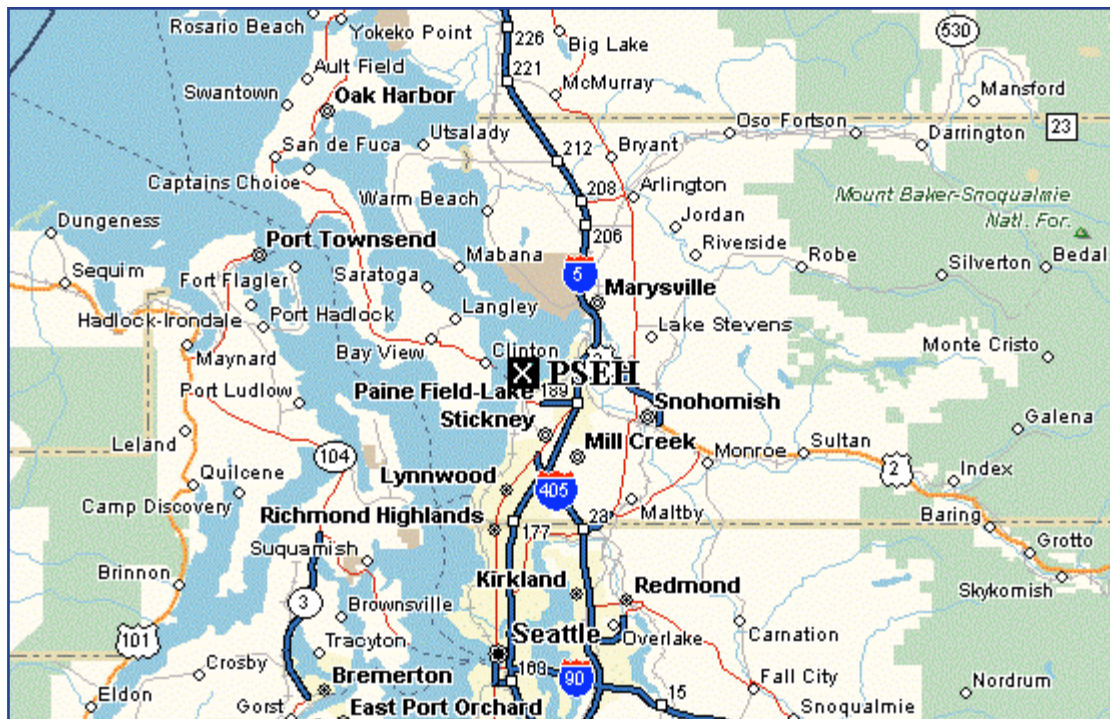 Rosario Beach
Yokeko Point
226
Big Lake
530
221
McMurray
Mansford
Ault Field
Swantown
Oak Harbor
Oso Fortson
Darrington
23
Utsalady
212
Bryant
San de Fuca
Captains Choice
208
Arlington
Mount Baker-Snoqualmie
Natl. For.
Warm Beach
Jordan
Dungeness
206
Port Townsend
Mabana
Riverside
Robe
Silverton
Bedal
Sequim
Fort Flagler
Saratoga
5
Marysville
Langley
Port Hadlock
Hadlock-Irondale
Lake Stevens
Bay View
Clinton
Maynard
Monte Cristo
PSEH
Port Ludlow
Paine Field-Lake
Stickney
189
Snohomish
Galena
Leland
Mill Creek
Sultan
104
Monroe
2
Quilcene
Lynnwood
Index
405
Camp Discovery
Maltby
Richmond Highlands
177
23
Baring
Suquamish
Grotto
Brinnon
Kirkland
Redmond
Skykomish
3
Brownsville
101
Tracyton
Seattle
Overlake
Carnation
Crosby
Bremerton
90
Fall City
Nordrum
Eldon
15
Gorst
East Port Orchard
Snoqualmie